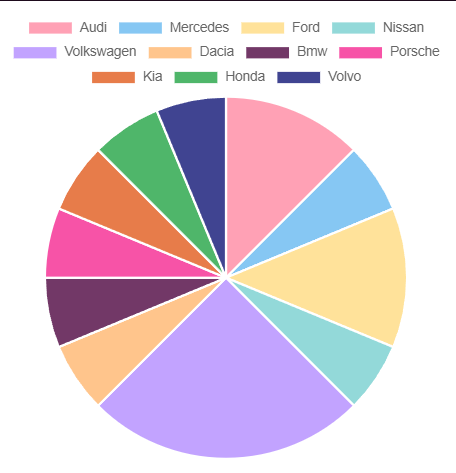 Audi Mercedes Ford Nissan
Volkswagen Dacia Bmw Porsche
Kia Honda Volvo